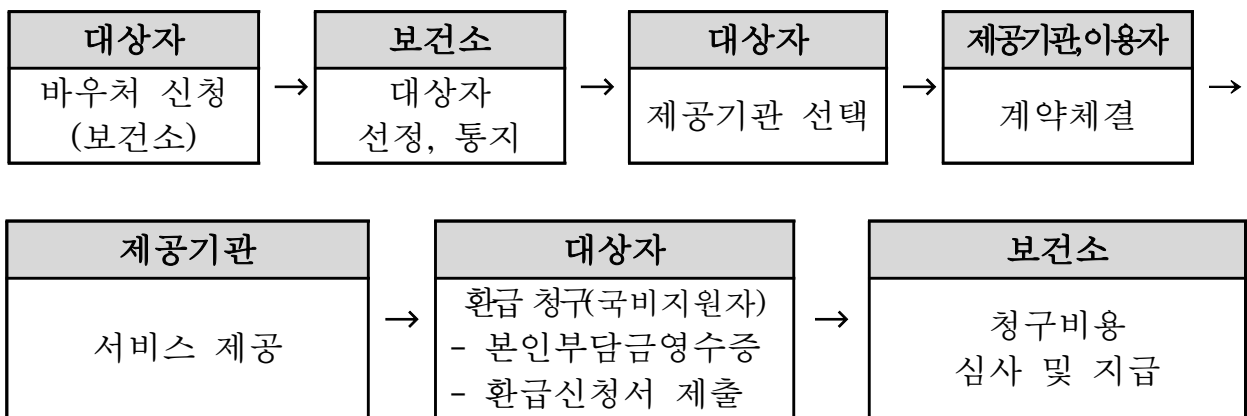 대상자
바우처 신청
(보건소)
→
보건소
대상자
선정, 통지
→
대상자
제공기관 선택
→
제공기관,이용자
계약체결
→
제공기관
서비스 제공
→
대상자
환급 청구(국비지원자)
- 본인부담금영수증
- 환급신청서 제출
→
보건소
청구비용
심사 및 지급